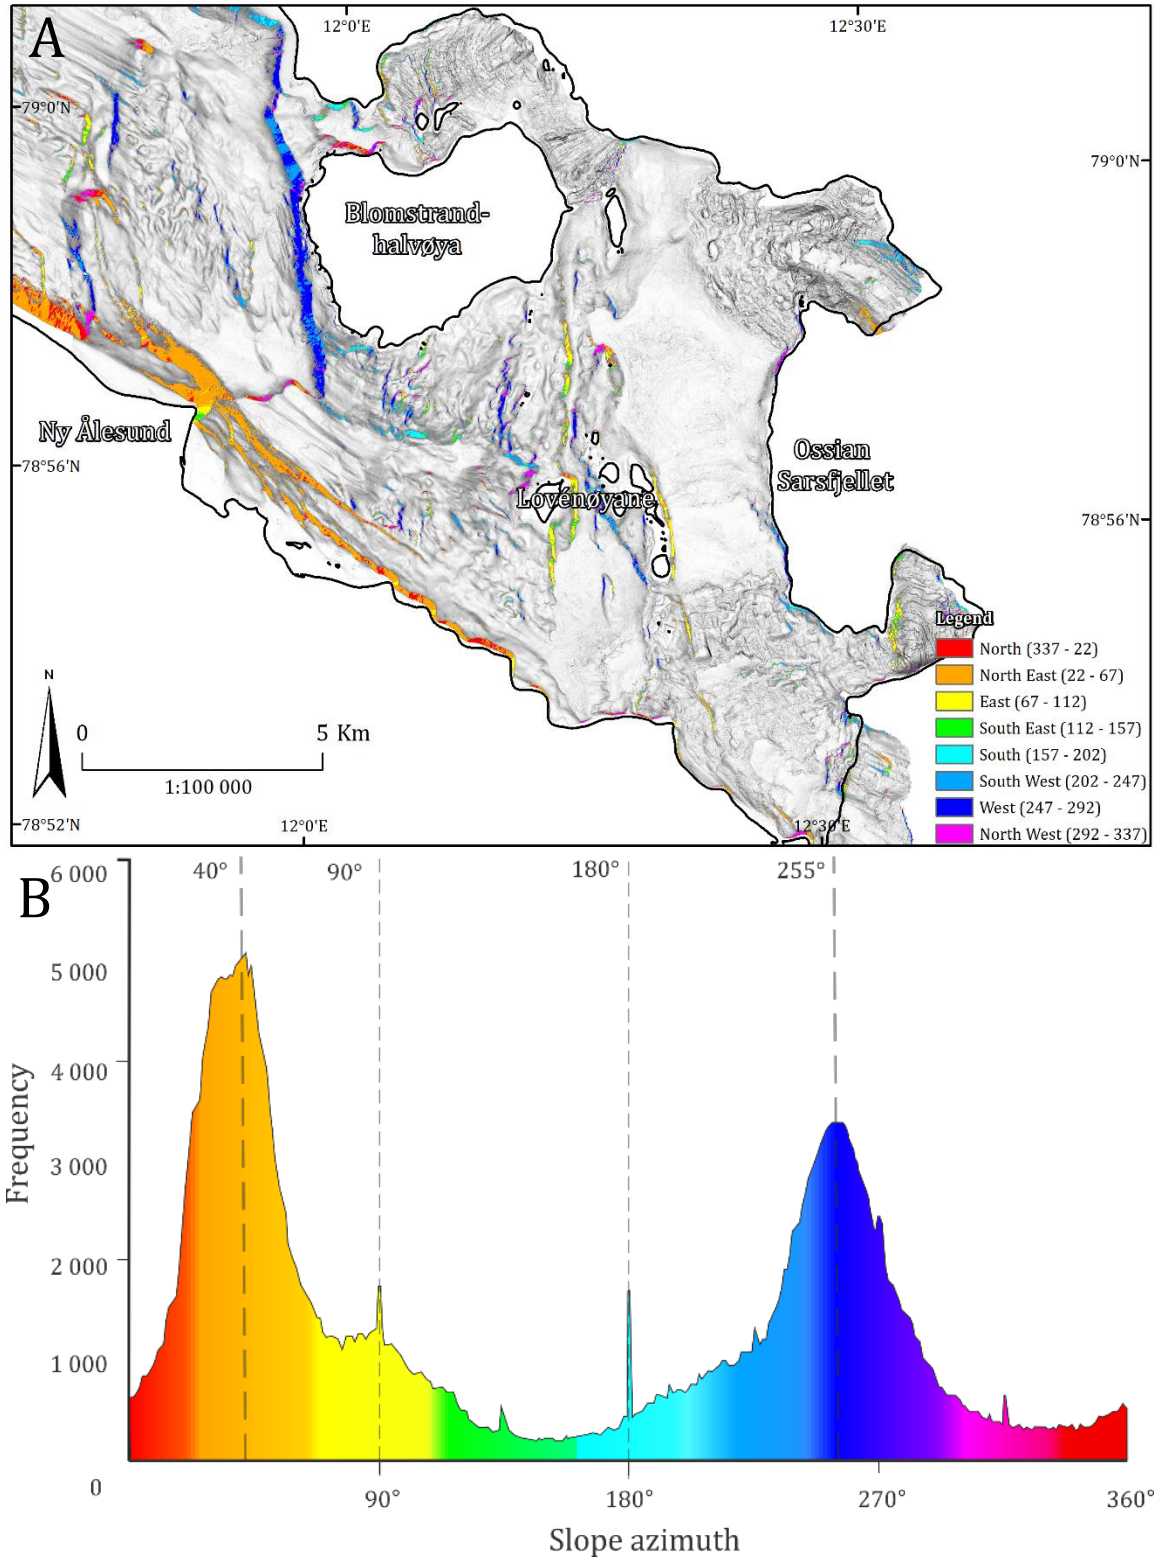 A
12°0'E
12°30'E
79°0'N
79°0'N
Blomstrand-
halvøya
Ny Ålesund
Ossian
Sarsfjellet
78°56'N
Lovénøyane
78°56'N
Legend
North (337 - 22)
North East (22 - 67)
East (67 - 112)
South East (112 - 157)
South (157 - 202)
South West (202 - 247)
West (247 - 292)
North West (292 - 337)
N
0 5 Km
1:100 000
78°52'N
12°0'E
12°30'E
B
6 000
40°
90°
180°
255°
5 000
4 000
3 000
2 000
1 000
0
Frequency
90°
180°
270°
360°
Slope azimuth